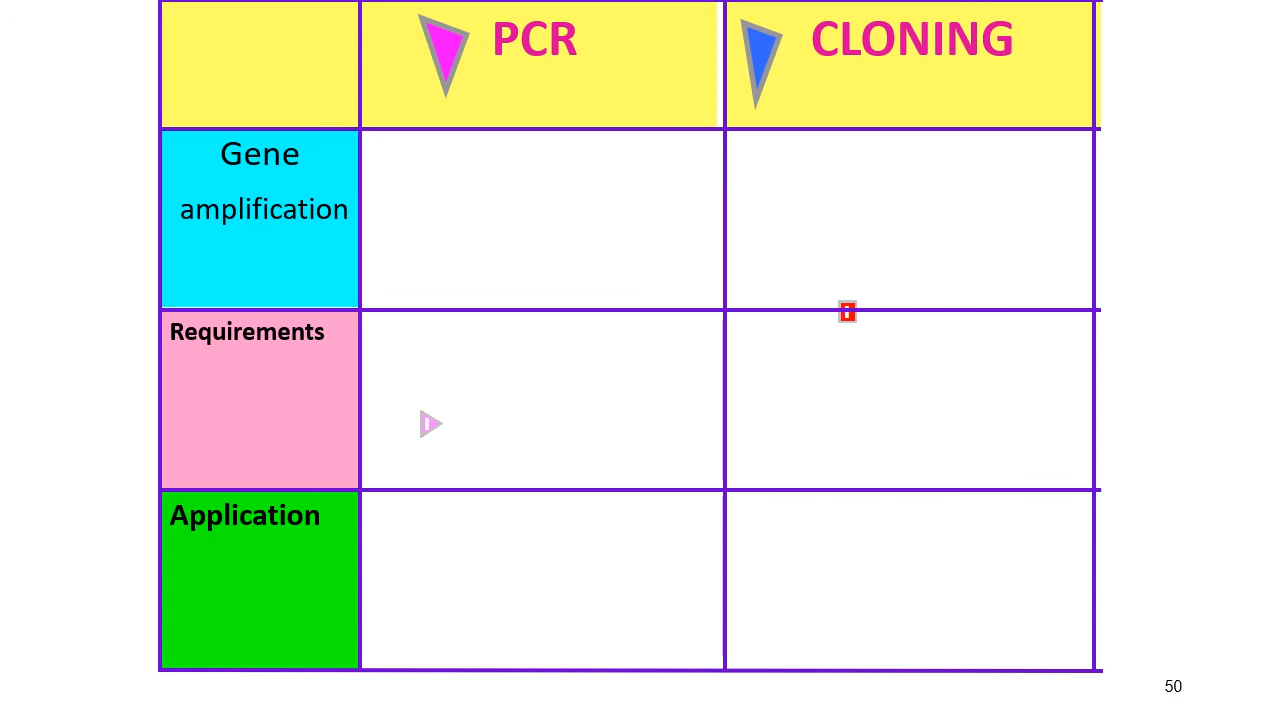 PCR
CLONING
Gene
amplification
Requirements
Application
50